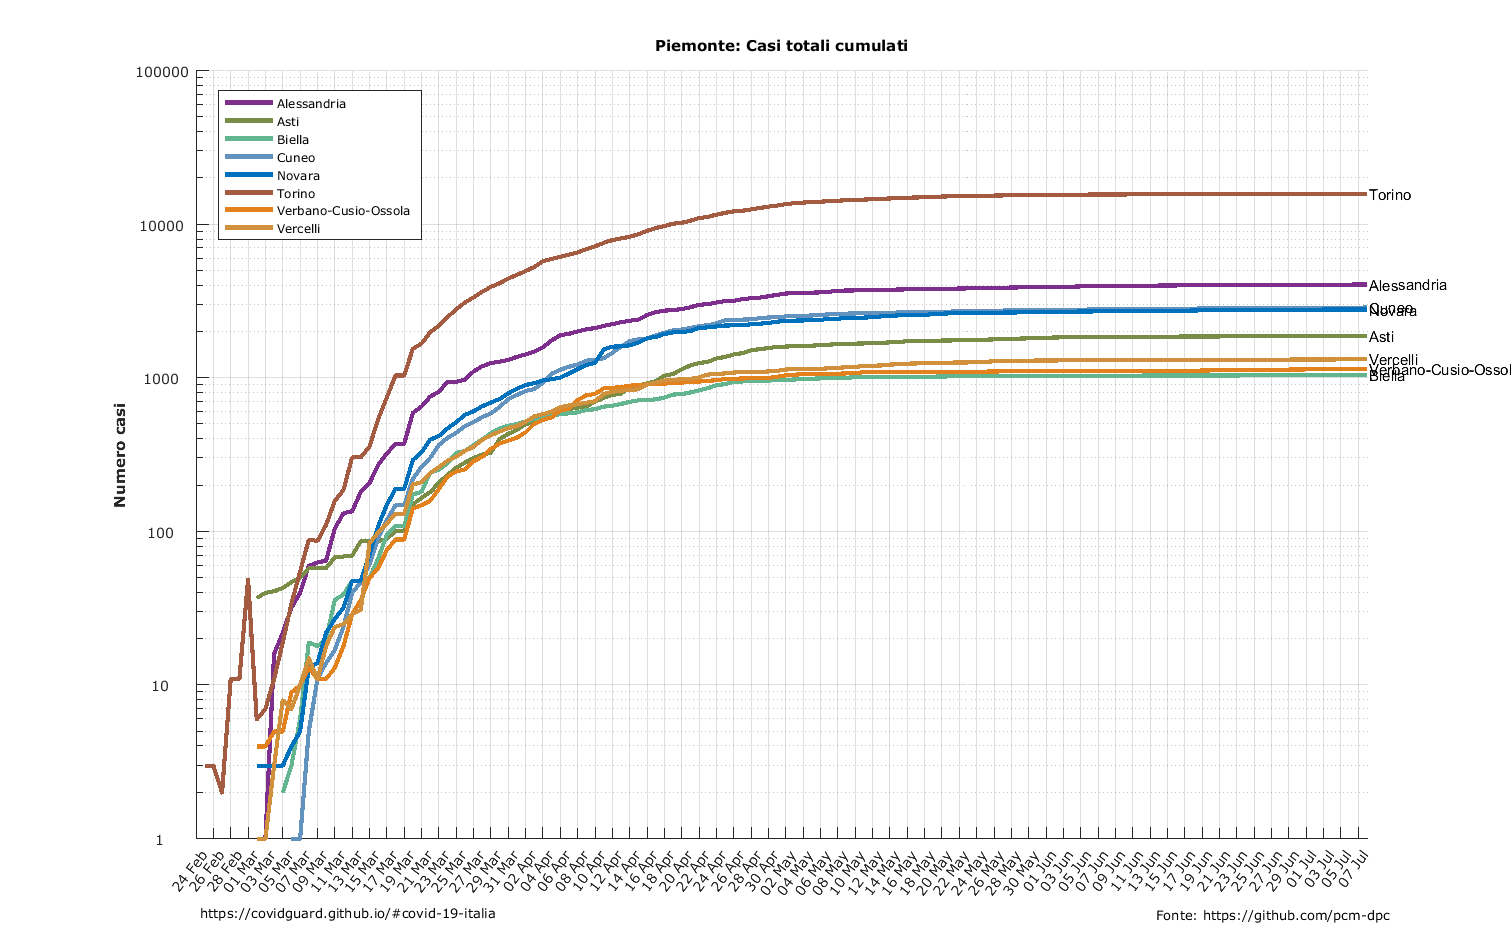 Piemonte: Casi totali cumulati
100000
10000
1000
100
10
1
Numero casi
Alessandria
Asti
Biella
Cuneo
Novara
Torino
Verbano-Cusio-Ossola
Vercelli
Torino
Alessandria
Cuneo
Novara
Asti
Vercelli
Verbano-Cusio-Ossol
Biella
24 Feb
26 Feb
28 Feb
01 Mar
03 Mar
05 Mar
07 Mar
09 Mar
11 Mar
13 Mar
15 Mar
17 Mar
19 Mar
21 Mar
23 Mar
25 Mar
27 Mar
29 Mar
31 Mar
02 Apr
04 Apr
06 Apr
08 Apr
10 Apr
12 Apr
14 Apr
16 Apr
18 Apr
20 Apr
22 Apr
24 Apr
26 Apr
28 Apr
30 Apr
02 May
04 May
06 May
08 May
10 May
12 May
14 May
16 May
18 May
20 May
22 May
24 May
26 May
28 May
30 May
01 Jun
03 Jun
05 Jun
07 Jun
09 Jun
11 Jun
13 Jun
15 Jun
17 Jun
19 Jun
21 Jun
23 Jun
25 Jun
27 Jun
29 Jun
01 Jul
03 Jul
05 Jul
07 Jul
https://covidguard.github.io/#covid-19-italia
Fonte: https://github.com/pcm-dpc